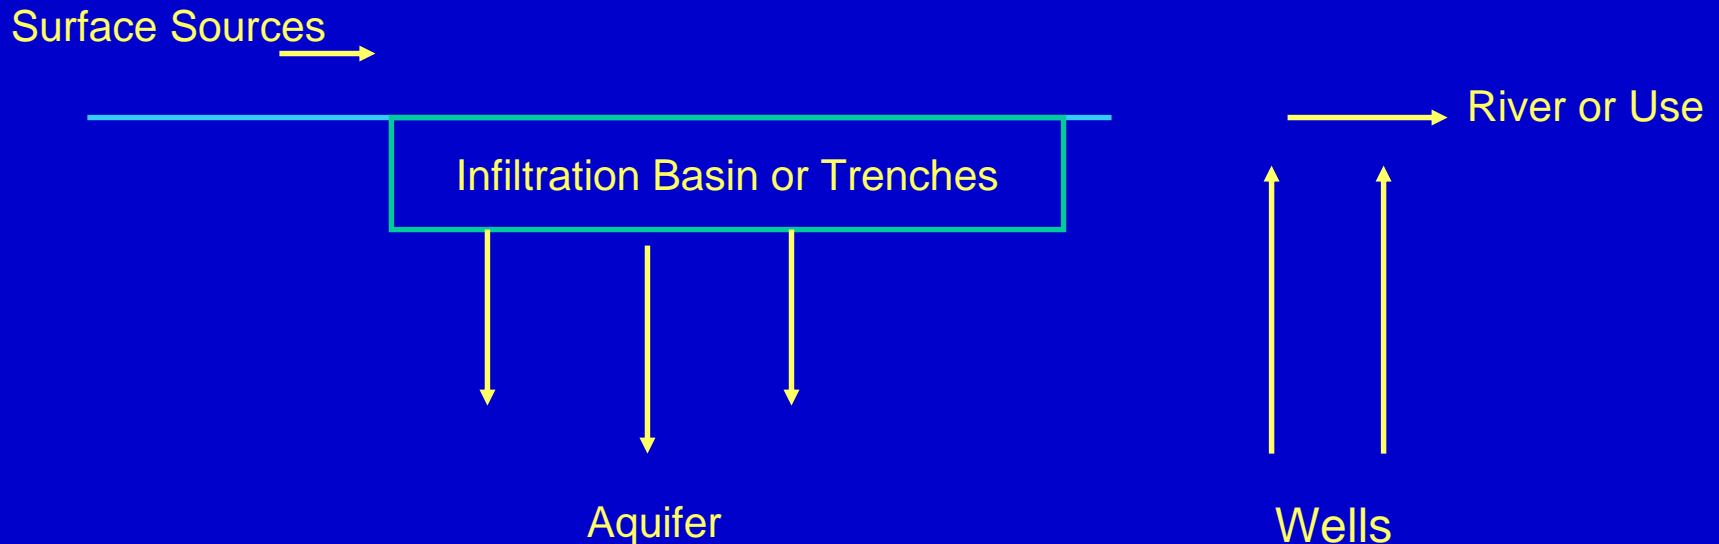 Surface Sources
River or Use
Infiltration Basin or Trenches
Aquifer
Wells